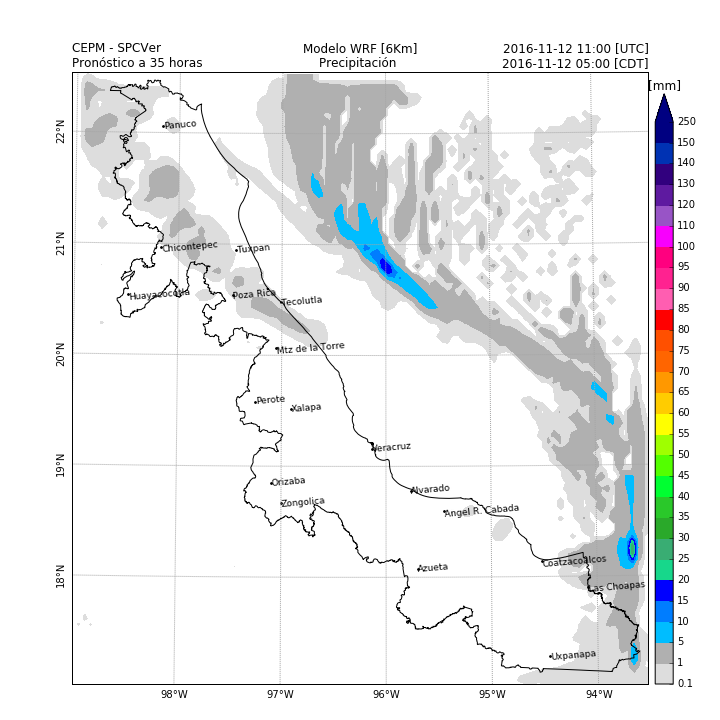 CEPM - SPCVer Modelo WRF [6Km] 2016-11-12 11:00 [UTC]
Pronóstico a 35 horas Precipitación 2016-11-12 05:00 [CDT]
[mm]
250
22°N
Panuco
150
140
130
120
110
21°N
Chicontepec Tuxpan
100
95
Huayacocotla Poza Rica Tecolutla
90
85
80
20°N
Mtz de la Torre
75
70
Perote
Xalapa
65
60
55
Veracruz
50
19°N
45
Orizaba
Alvarado
40
Zongolica
Angel R. Cabada
35
30
Coatzacoalcos
25
18°N
Azueta
20
Las Choapas
15
10
5
Uxpanapa
1
0.1
98°W 97°W 96°W 95°W 94°W